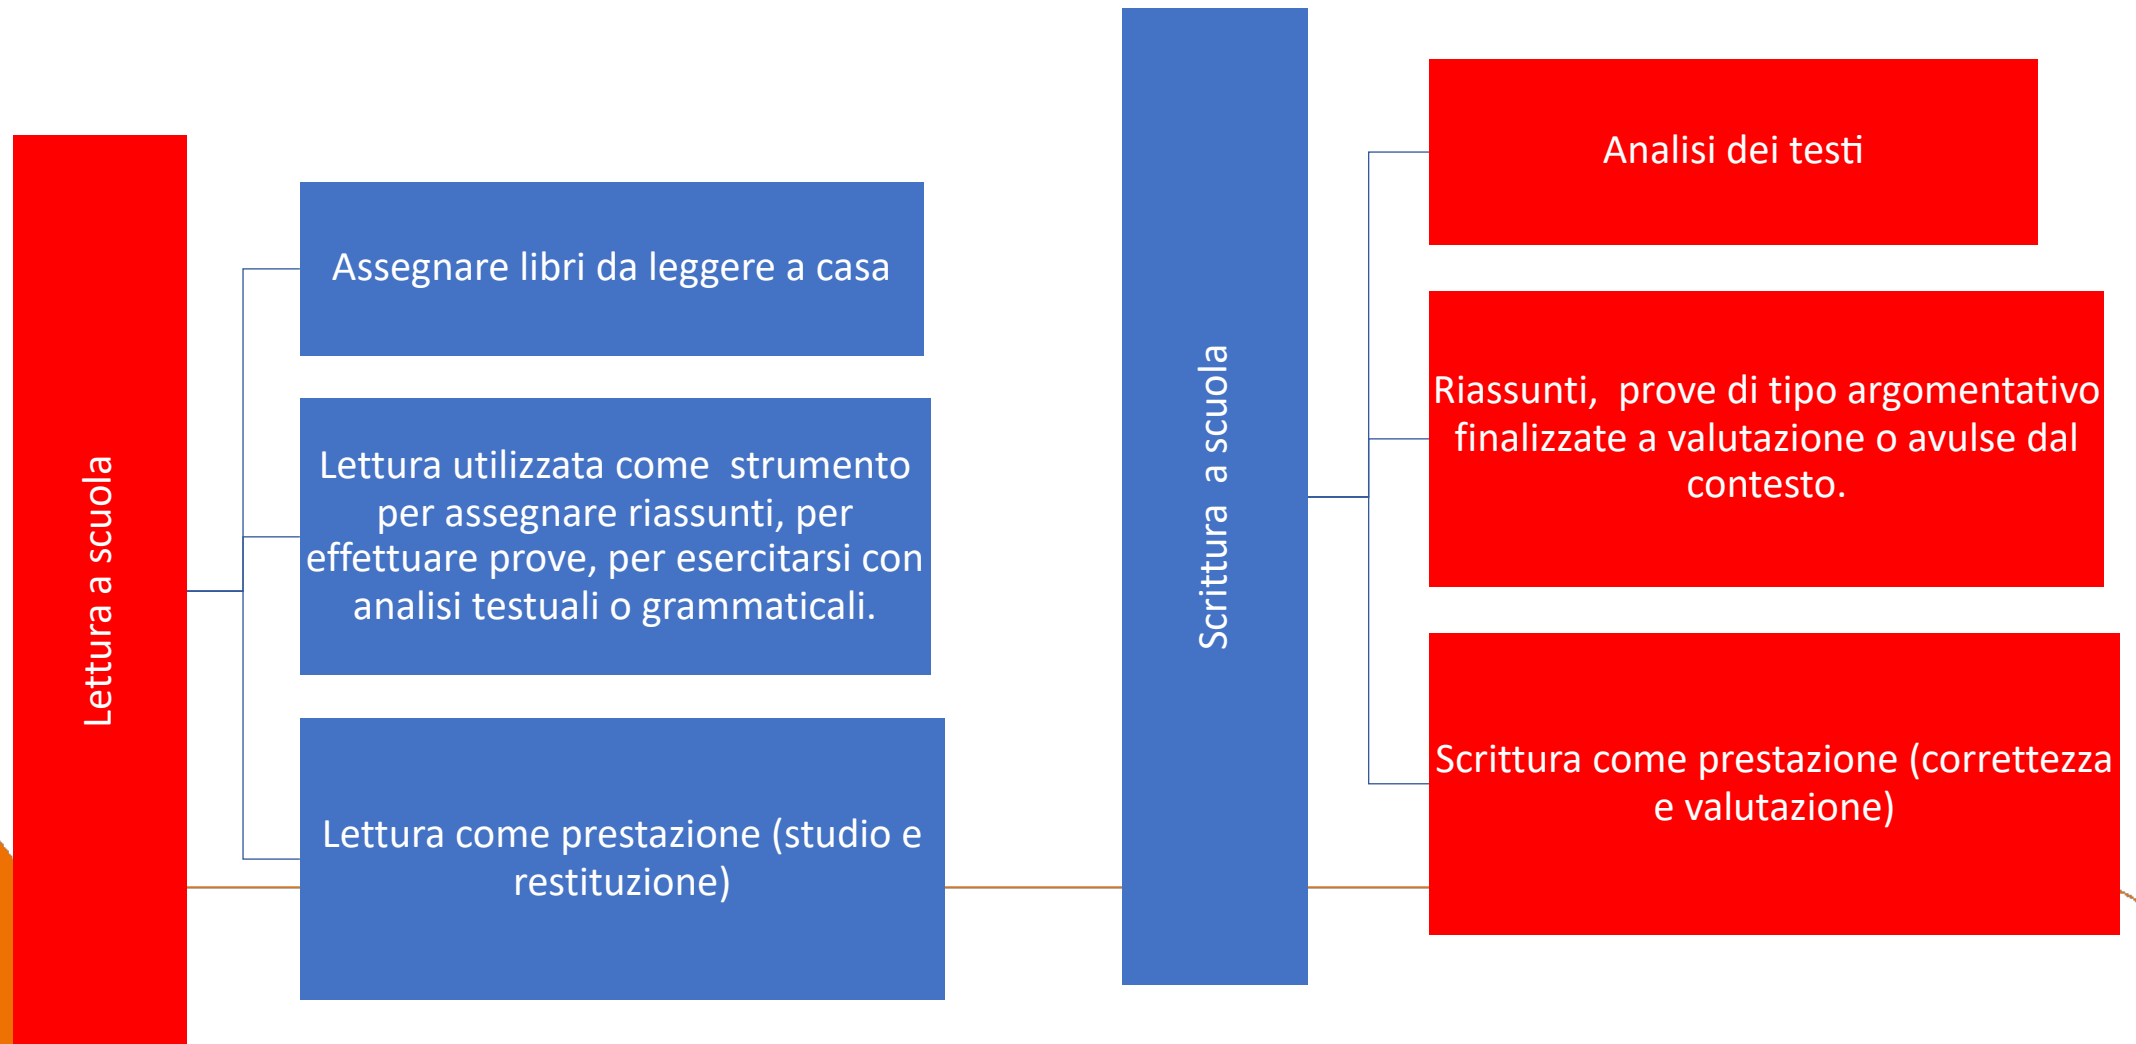 Lettura a scuola
Assegnare libri da leggere a casa
Lettura utilizzata come  strumento
per assegnare riassunti, per
effettuare prove, per esercitarsi con
analisi testuali o grammaticali.
Lettura come prestazione (studio e
restituzione)
Scrittura  a scuola
Analisi dei testi
Riassunti,  prove di tipo argomentativo
finalizzate a valutazione o avulse dal
contesto.
Scrittura come prestazione (correttezza
e valutazione)